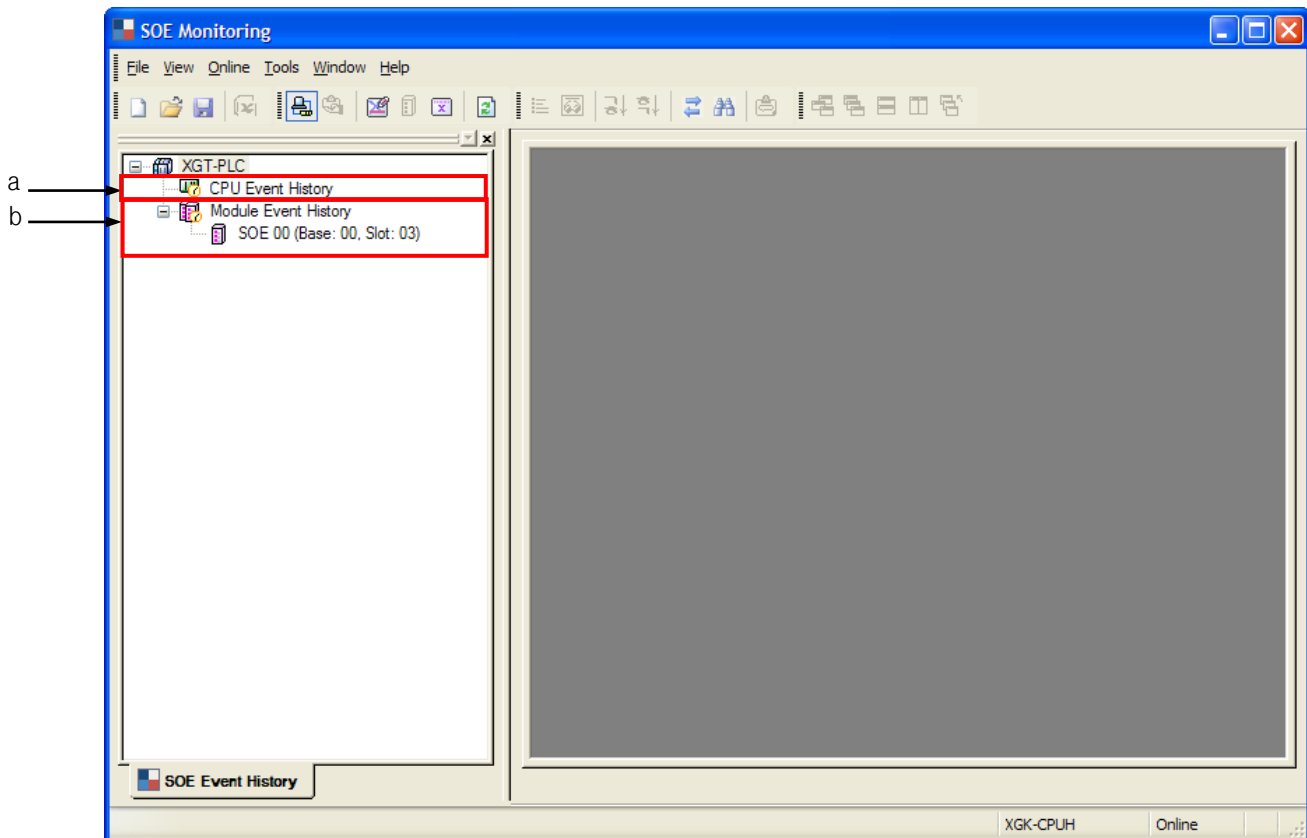 SOE Monitoring
File View Online Tools Window Help
XGT-PLC
a
CPU Event History
b
Module Event History
SOE 00 (Base: 00, Slot: 03)
SOE Event History
XGK-CPUH Online